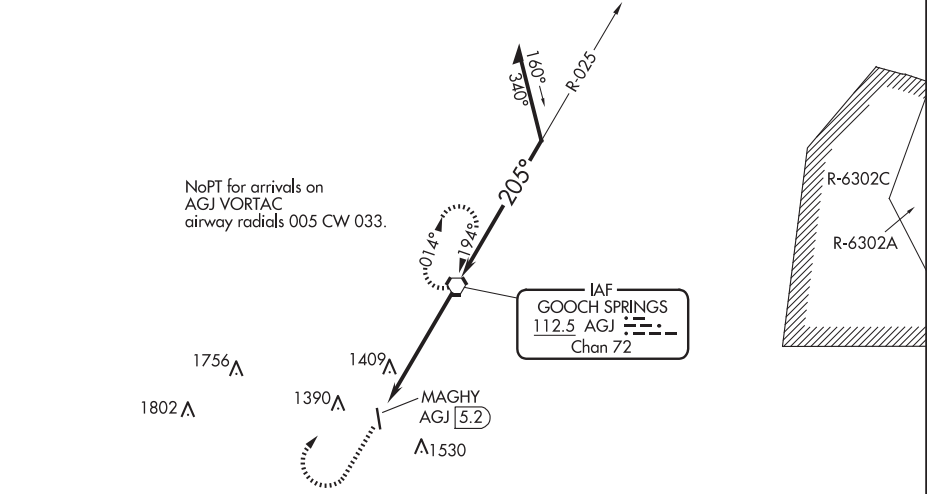 160°
340°
R-025
205°
NoPT for arrivals on
AGJ VORTAC
airway radials 005 CW 033.
R-6302C
R-6302A
014°
194°
IAF
GOOCH SPRINGS
112.5 AGJ
Chan 72
1756
1409
1802
1390
MAGHY
AGJ 5.2
1530